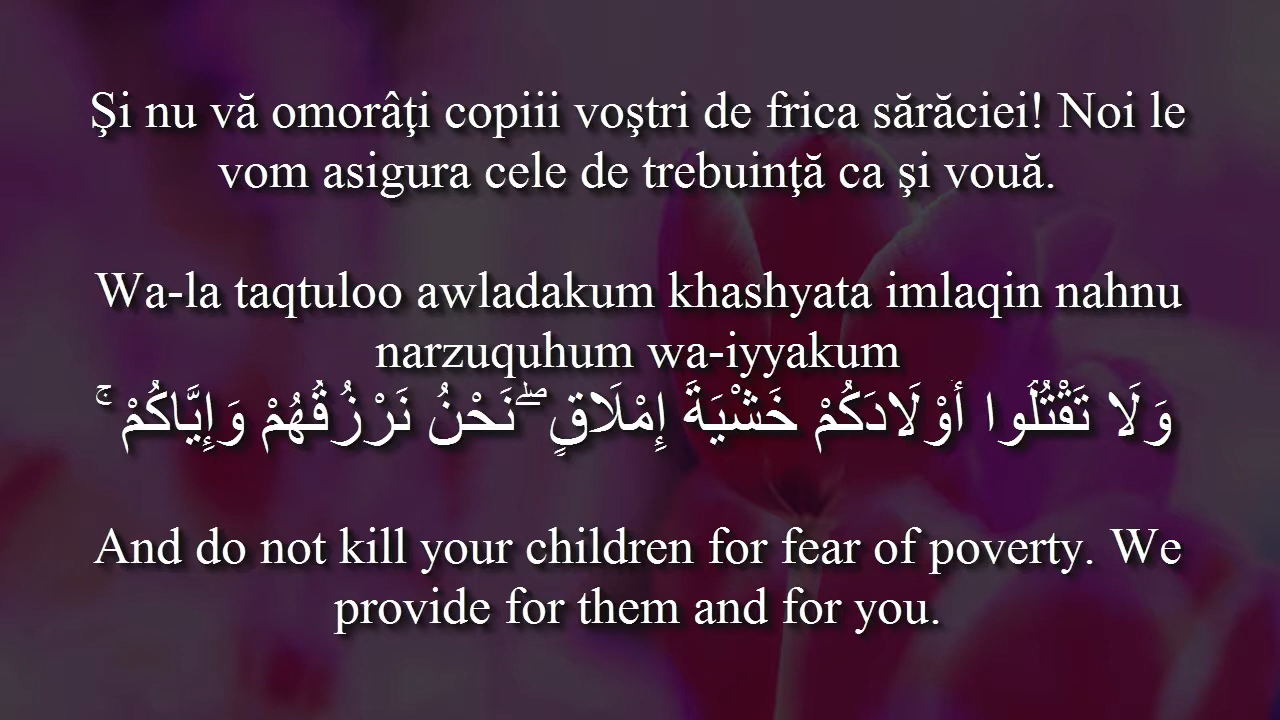 Şi nu vă omorâţi copiii voştri de frica sărăciei! Noi le
vom asigura cele de trebuinţă ca şi vouă.
Wa-la taqtuloo awladakum khashyata imlaqin nahnu
narzuquhum wa-iyyakum
وَلَا تَقْتُلُوا أَوْلَادَكُمْ خَشْيَةَ إِمْلَاقٍ ۖ نَحْنُ نَرْزُقُهُمْ وَإِيَّاكُمْ ۚ
And do not kill your children for fear of poverty. We
provide for them and for you.